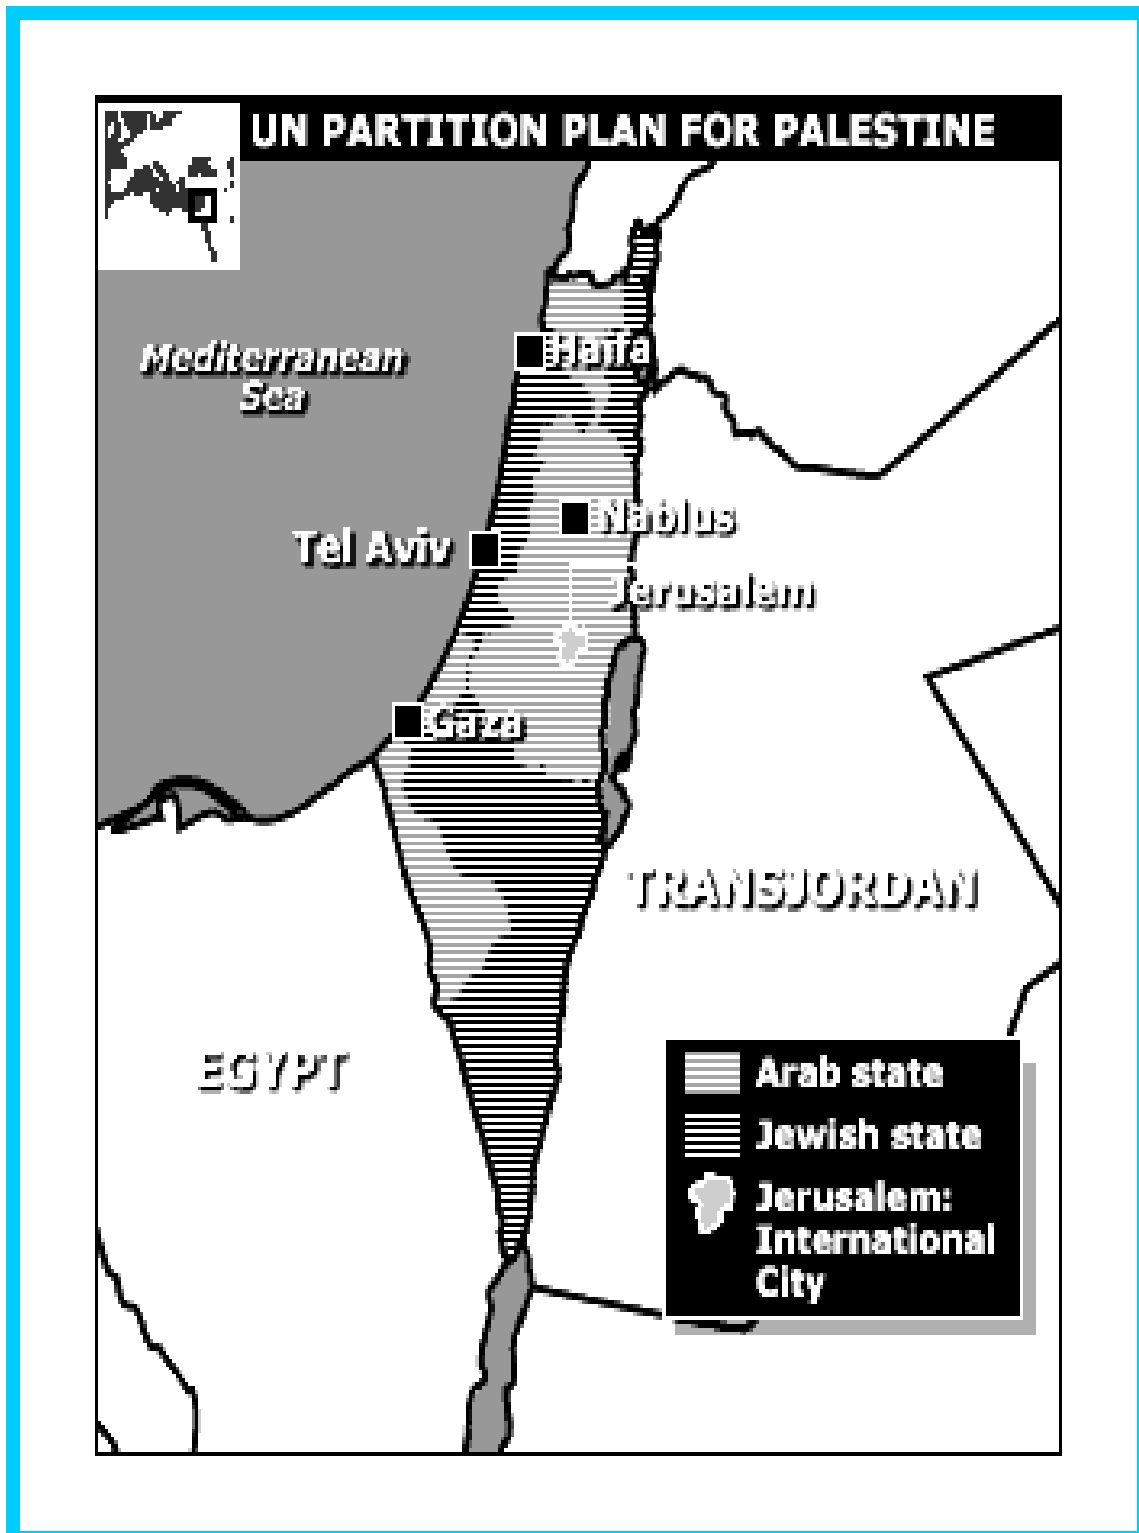 UN PARTITION PLAN FOR PALESTINE
Mediterranean
Sea
Haifa
Nablus
Tel Aviv
Jerusalem
Gaza
TRANSJORDAN
EGYPT
Arab state
Jewish state
Jerusalem:
International
City